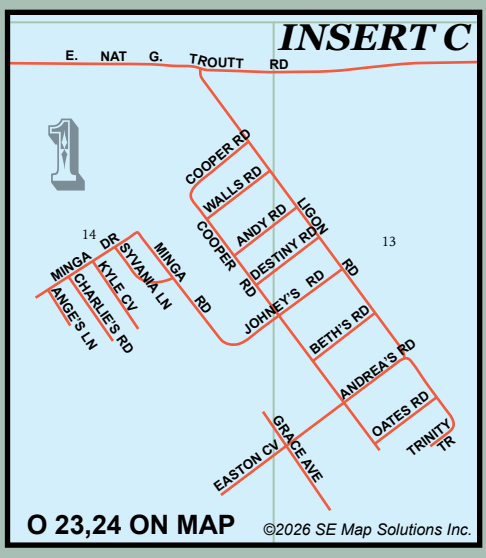 INSERT C
E. NAT G. TROUTT RD
1
COOPER RD
WALLS RD
LIGON RD
ANDY RD
COOPER RD
DESTINY RD
14
13
MINGA DR
SYVANIA LN
MINGA RD
KYLE CV
CHARLIE'S RD
ANGE'S LN
JOHNEY'S RD
BETH'S RD
ANDREA'S RD
OATES RD
TRINITY TR
GRACE AVE
EASTON CV
O 23,24 ON MAP
©2026 SE Map Solutions Inc.